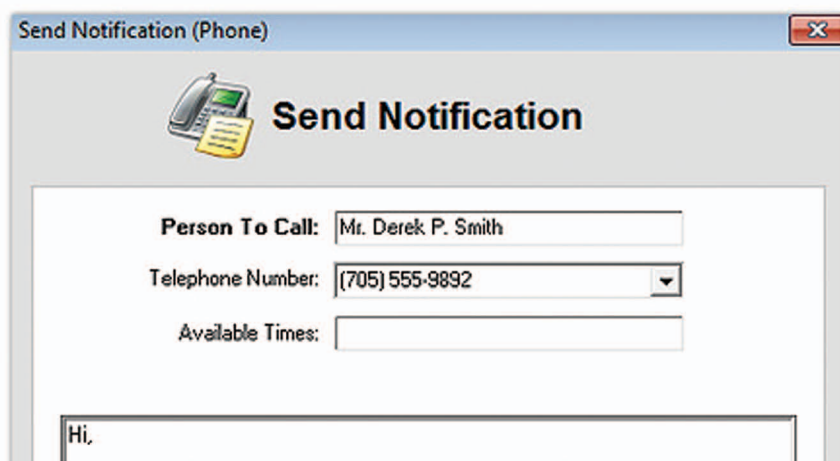 Send Notification (Phone)
Send Notification
Person To Call: Mr. Derek P. Smith
Telephone Number: (705) 555-9892
Available Times:
Hi,